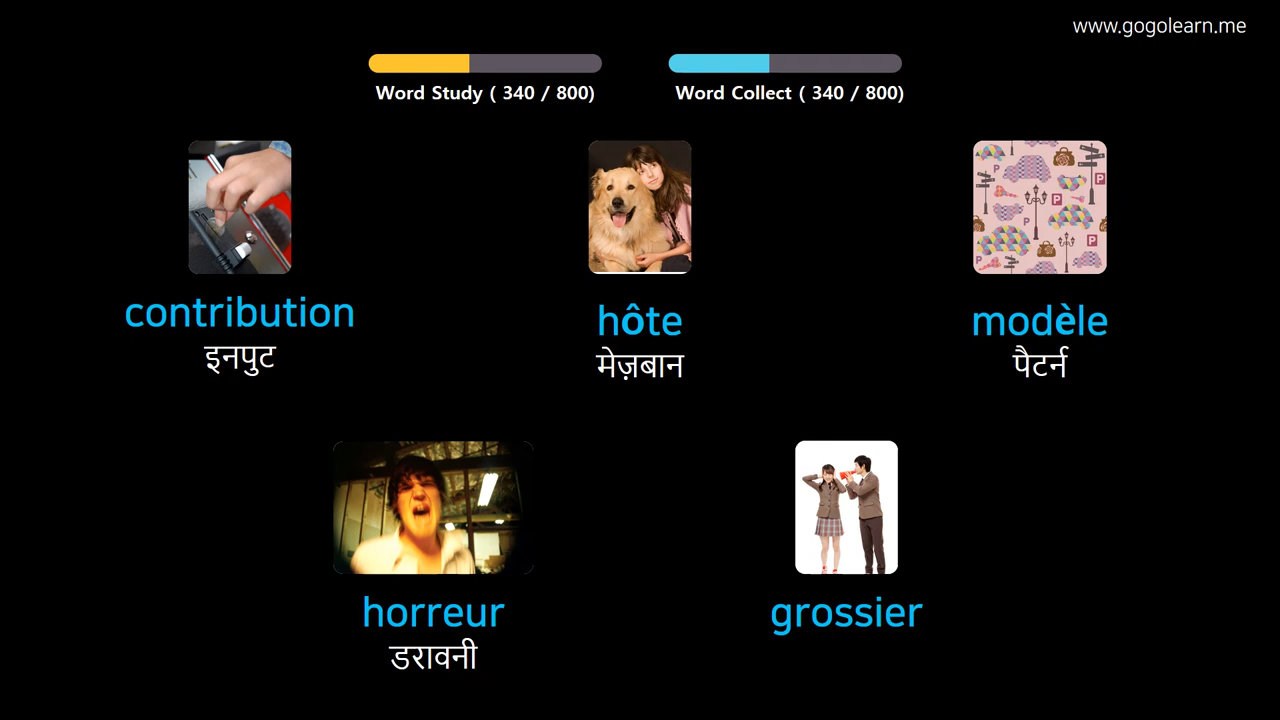 www.gogolearn.me
Word Study ( 340 / 800)
Word Collect ( 340 / 800)
contribution
इनपुट
hôte
मेज़बान
modèle
पैटर्न
horreur
डरावनी
grossier